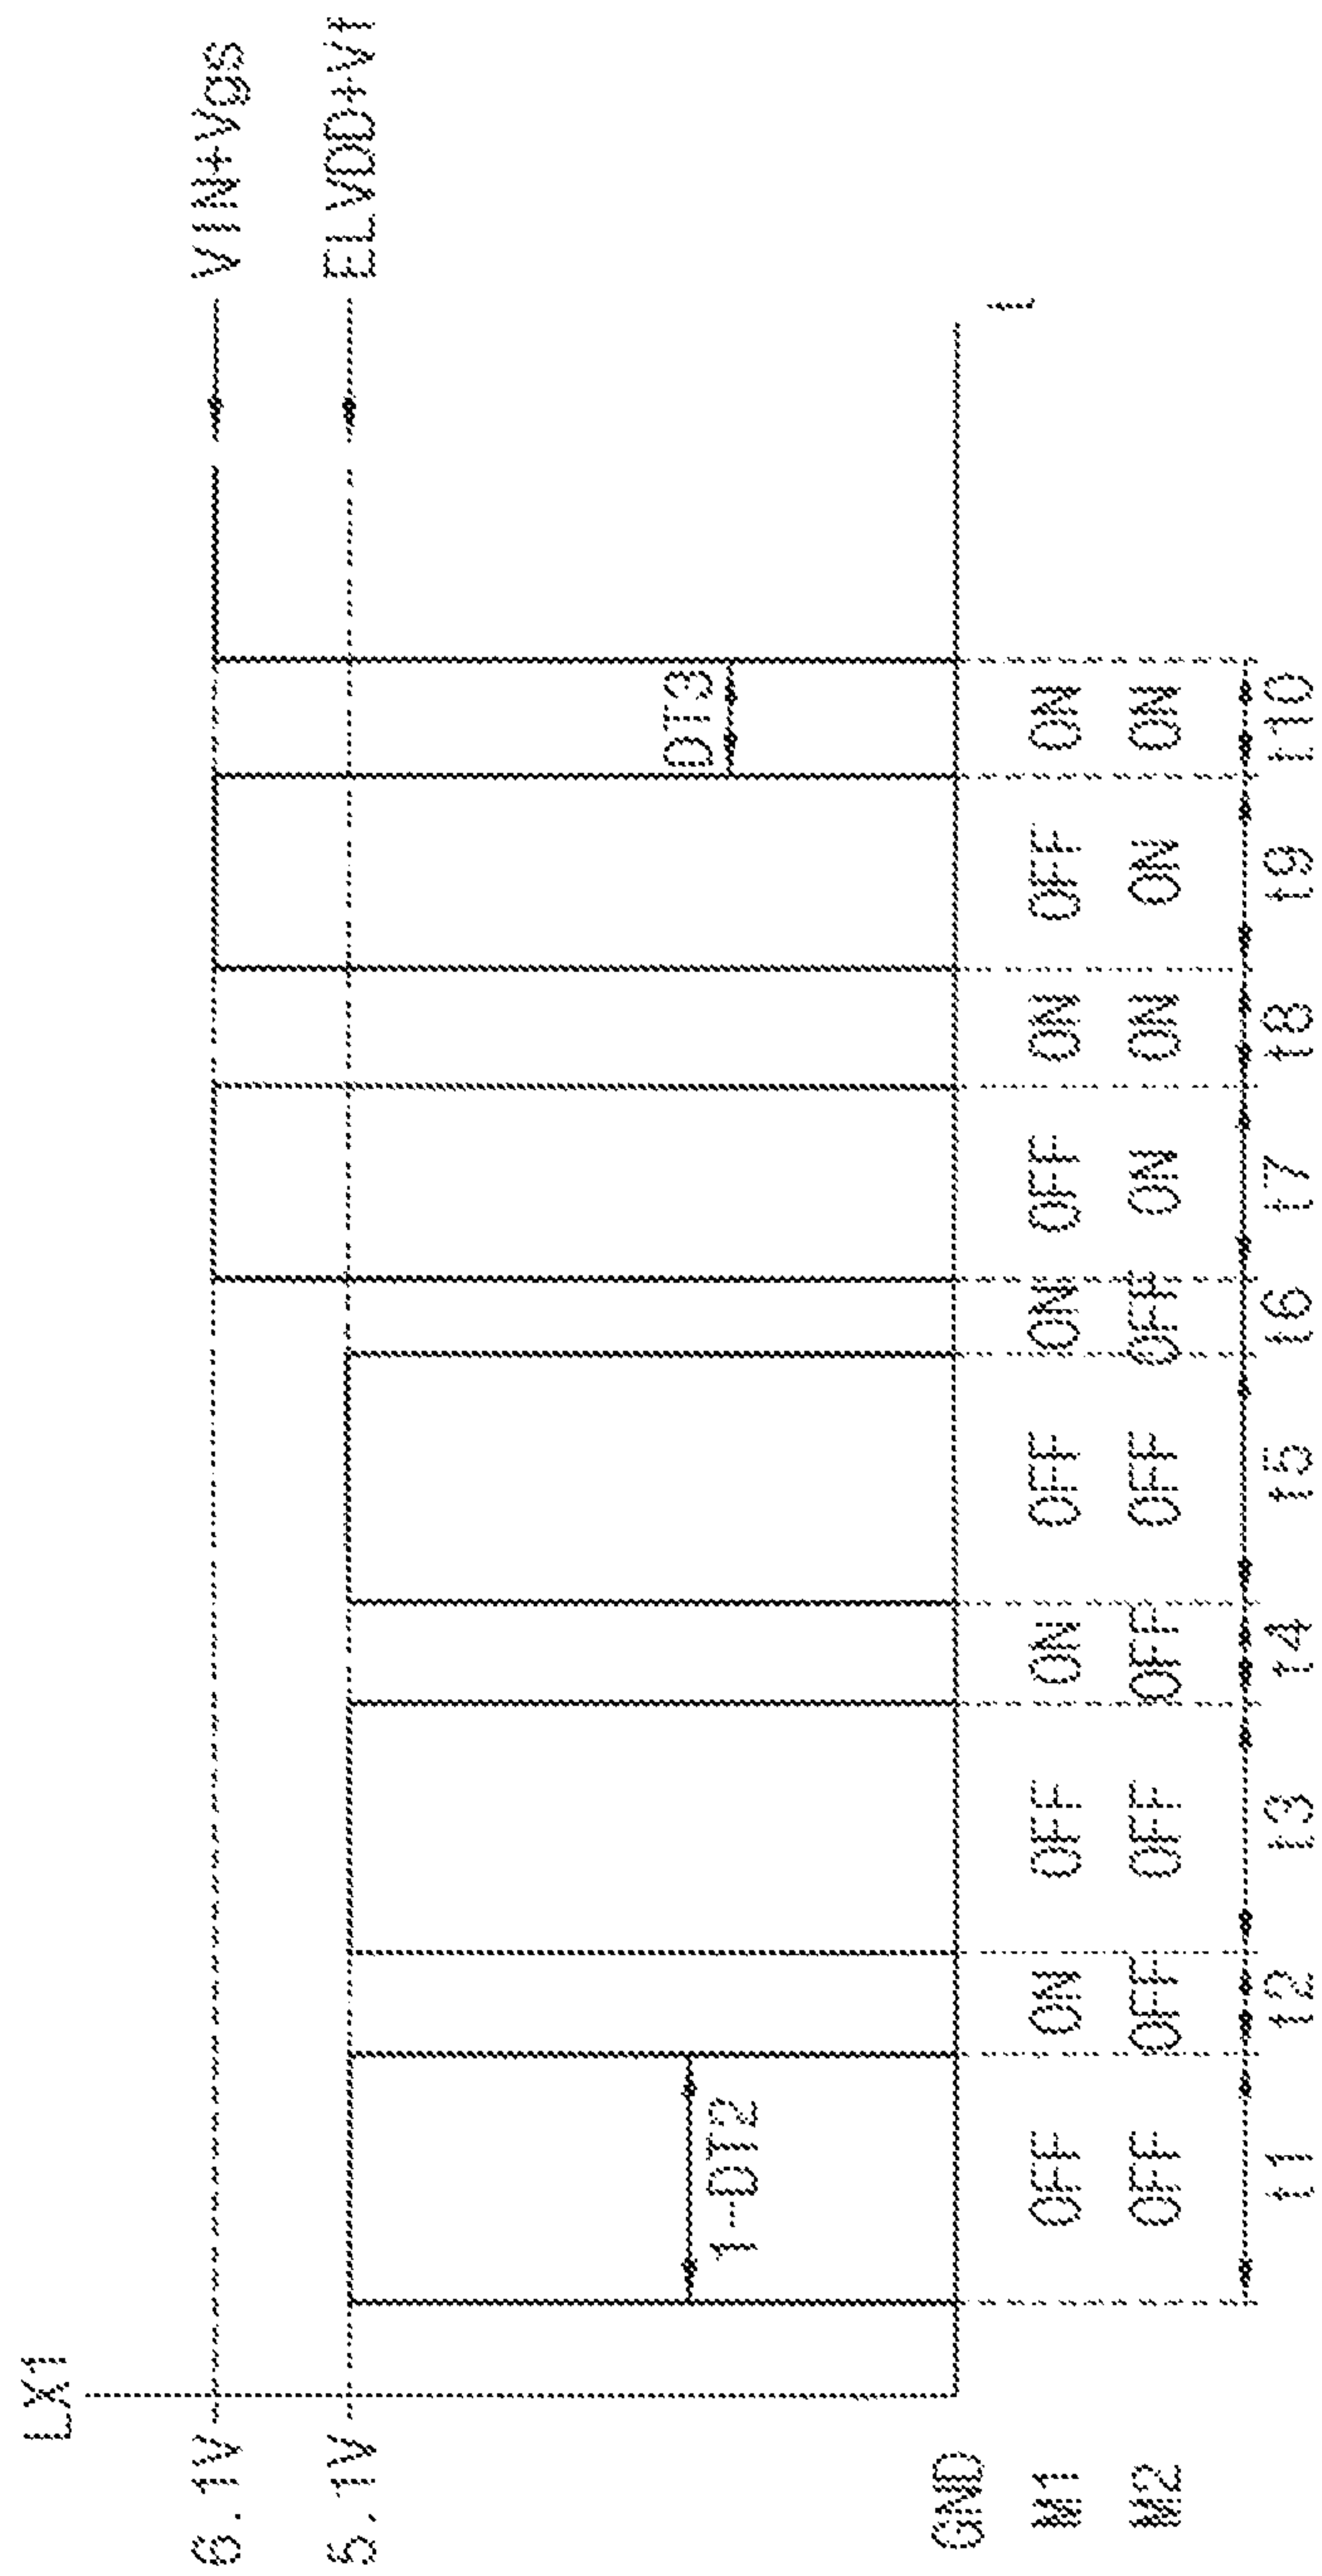 LX1
6.1V
VIN+Vgs
5.1V
ELVDD+Vf
1-DT2
DT3
GND
t
M1 OFF ON OFF ON OFF ON OFF ON OFF ON
M2 OFF OFF OFF OFF OFF OFF ON ON ON ON
t1 t2 t3 t4 t5 t6 t7 t8 t9 t10